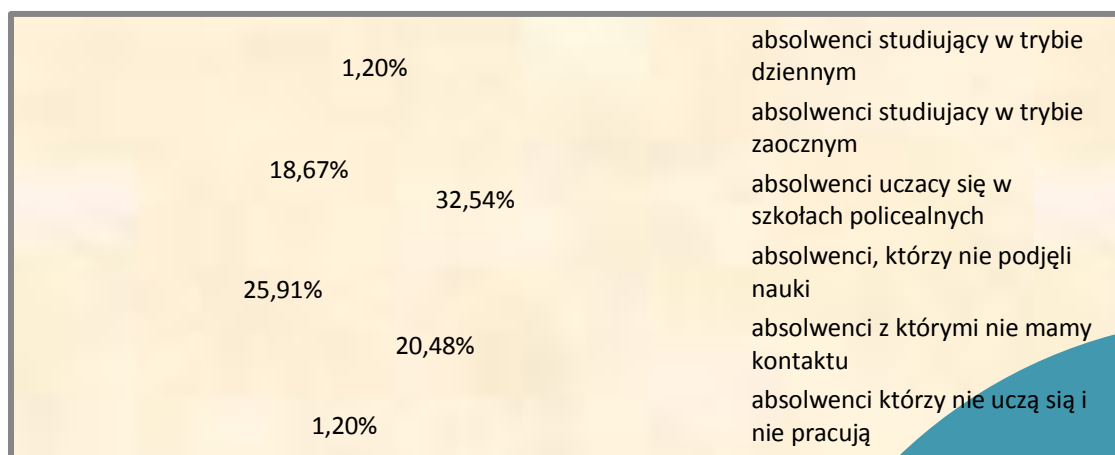 1,20%
18,67%
32,54%
25,91%
20,48%
1,20%
absolwenci studiujący w trybie
dziennym
absolwenci studiujacy w trybie
zaocznym
absolwenci uczacy się w
szkołach policealnych
absolwenci, którzy nie podjęli
nauki
absolwenci z którymi nie mamy
kontaktu
absolwenci którzy nie uczą sią i
nie pracują